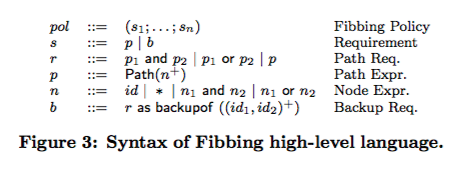 pol ::= (s1; . . . ; sn) Fibbing Policy
s ::= p | b Requirement
r ::= p1 and p2 | p1 or p2 | p Path Req.
p ::= Path(n+) Path Expr.
n ::= id | ∗ | n1 and n2 | n1 or n2 Node Expr.
b ::= r as backupof ((id1, id2)+) Backup Req.
Figure 3: Syntax of Fibbing high-level language.